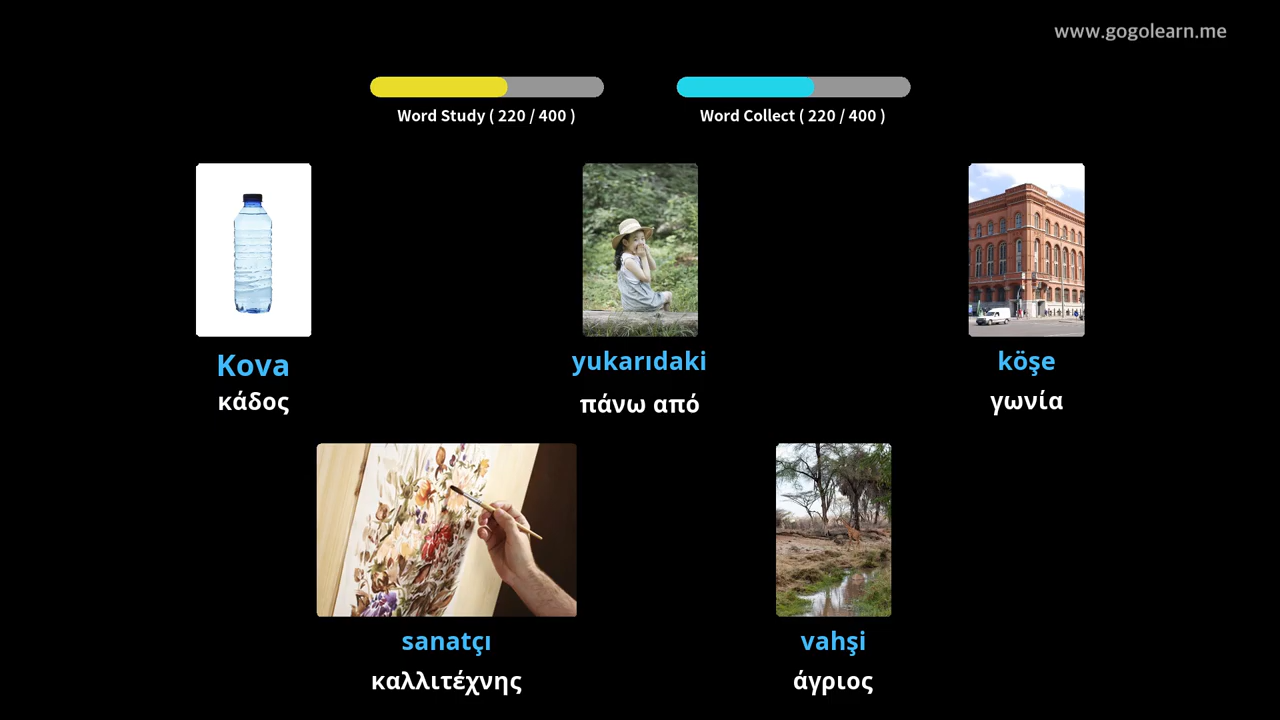 www.gogolearn.me
Word Study ( 220 / 400 )
Word Collect ( 220 / 400 )
Kova
κάδος
yukarıdaki
πάνω από
köşe
γωνία
sanatçı
καλλιτέχνης
vahşi
άγριος